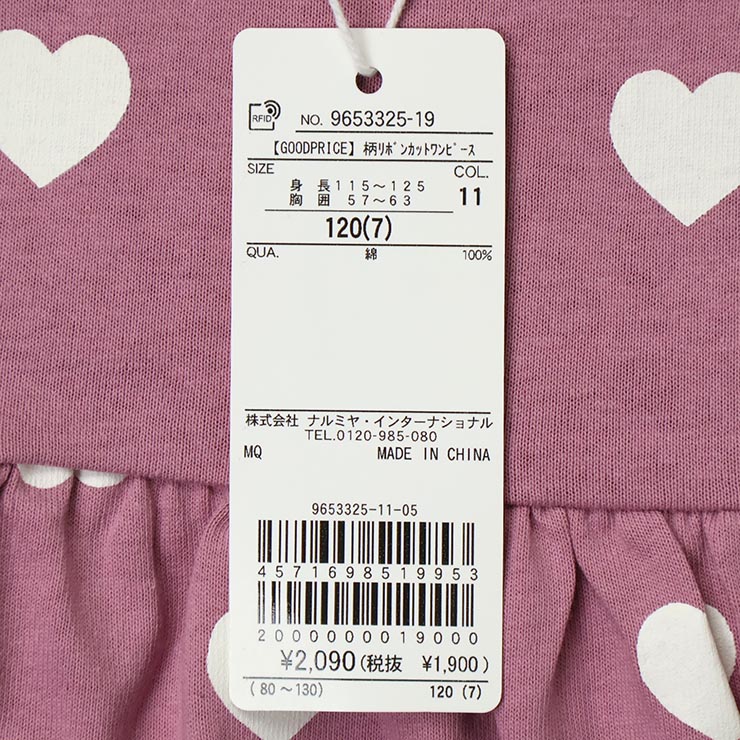 RFID
NO. 9653325-19
【GOODPRICE】柄ﾘﾎﾞﾝｶｯﾄﾜﾝﾋﾟｰｽ
SIZE COL.
身長115～125
胸囲 57～63
11
120(7)
QUA. 綿 100%
株式会社 ナルミヤ・インターナショナル
TEL.0120-985-080
MQ MADE IN CHINA
9653325-11-05
4571698519953
2000000019000
¥2,090(税抜 ¥1,900)
(80～130) 120 (7)